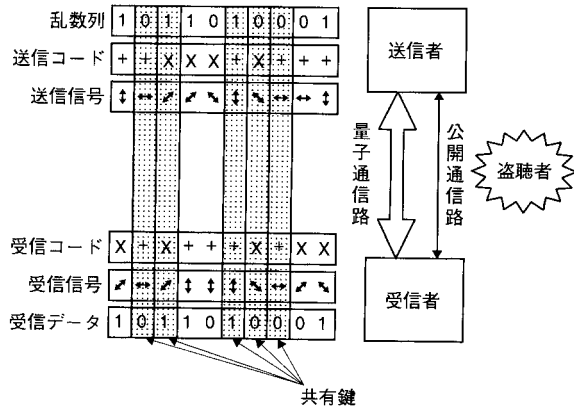 乱数列 1 0 1 1 0 1 0 0 0 1
送信コード + + X X X + X + + +
送信信号 ↕ ↔ ⤢ ⤢ ⤡ ↕ ⤡ ↔ ↔ ↕
受信コード X + X + + + X + X X
受信信号 ⤢ ↔ ⤢ ↕ ↕ ↕ ⤡ ↔ ⤢ ⤡
受信データ 1 0 1 1 0 1 0 0 0 1
共有鍵
送信者
量子通信路
公開通信路
盗聴者
受信者